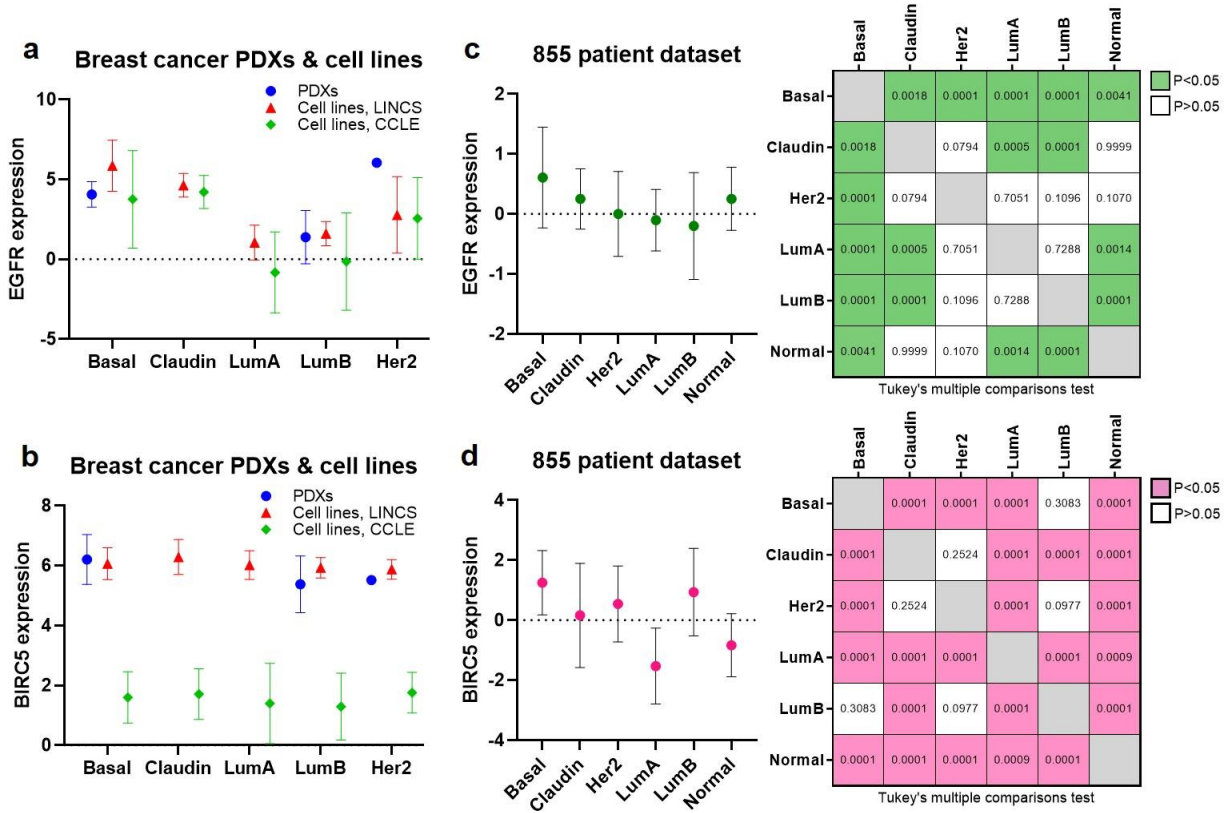 a
Breast cancer PDXs & cell lines
PDXs
Cell lines, LINCS
Cell lines, CCLE
EGFR expression
10
5
0
-5
Basal Claudin LumA LumB Her2
c
855 patient dataset
EGFR expression
2
1
0
-1
-2
Basal Claudin Her2 LumA LumB Normal
Basal Claudin Her2 LumA LumB Normal
P<0.05
P>0.05
Basal 0.0018 0.0001 0.0001 0.0001 0.0041
Claudin 0.0018 0.0794 0.0005 0.0001 0.9999
Her2 0.0001 0.0794 0.7051 0.1096 0.1070
LumA 0.0001 0.0005 0.7051 0.7288 0.0014
LumB 0.0001 0.0001 0.1096 0.7288 0.0001
Normal 0.0041 0.9999 0.1070 0.0014 0.0001
Tukey's multiple comparisons test
b
Breast cancer PDXs & cell lines
PDXs
Cell lines, LINCS
Cell lines, CCLE
BIRC5 expression
8
6
4
2
0
Basal Claudin LumA LumB Her2
d
855 patient dataset
BIRC5 expression
4
2
0
-2
-4
Basal Claudin Her2 LumA LumB Normal
Basal Claudin Her2 LumA LumB Normal
P<0.05
P>0.05
Basal 0.0001 0.0001 0.0001 0.3083 0.0001
Claudin 0.0001 0.2524 0.0001 0.0001 0.0001
Her2 0.0001 0.2524 0.0001 0.0977 0.0001
LumA 0.0001 0.0001 0.0001 0.0001 0.0009
LumB 0.3083 0.0001 0.0977 0.0001 0.0001
Normal 0.0001 0.0001 0.0001 0.0009 0.0001
Tukey's multiple comparisons test